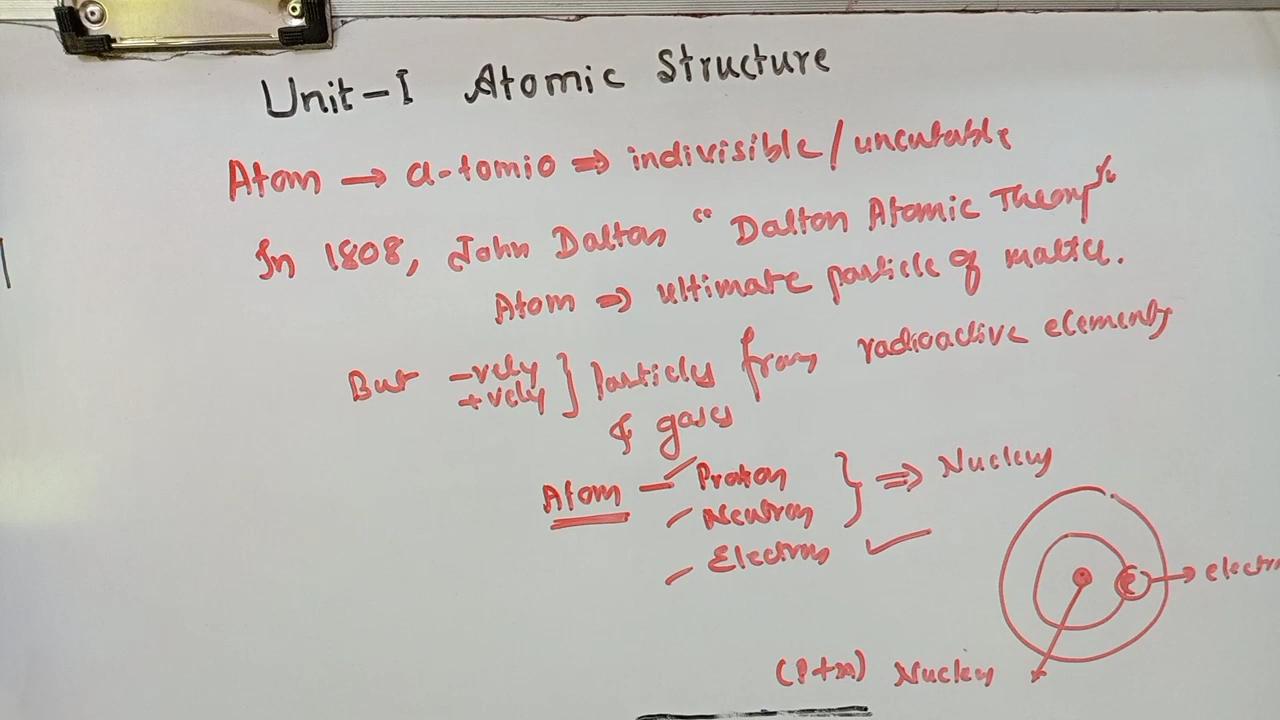 Unit-I Atomic Structure
Atom → a-tomio ⇒ indivisible/uncutable
In 1808, John Dalton "Dalton Atomic Theory"
Atom ⇒ ultimate particle of matter.
But -vely
+vely } Particles from radioactive elements
& gases
Atom - Proton
- Neutron } ⇒ Nucleus
- Electron ✓
e → electr
(P+n) Nucleus